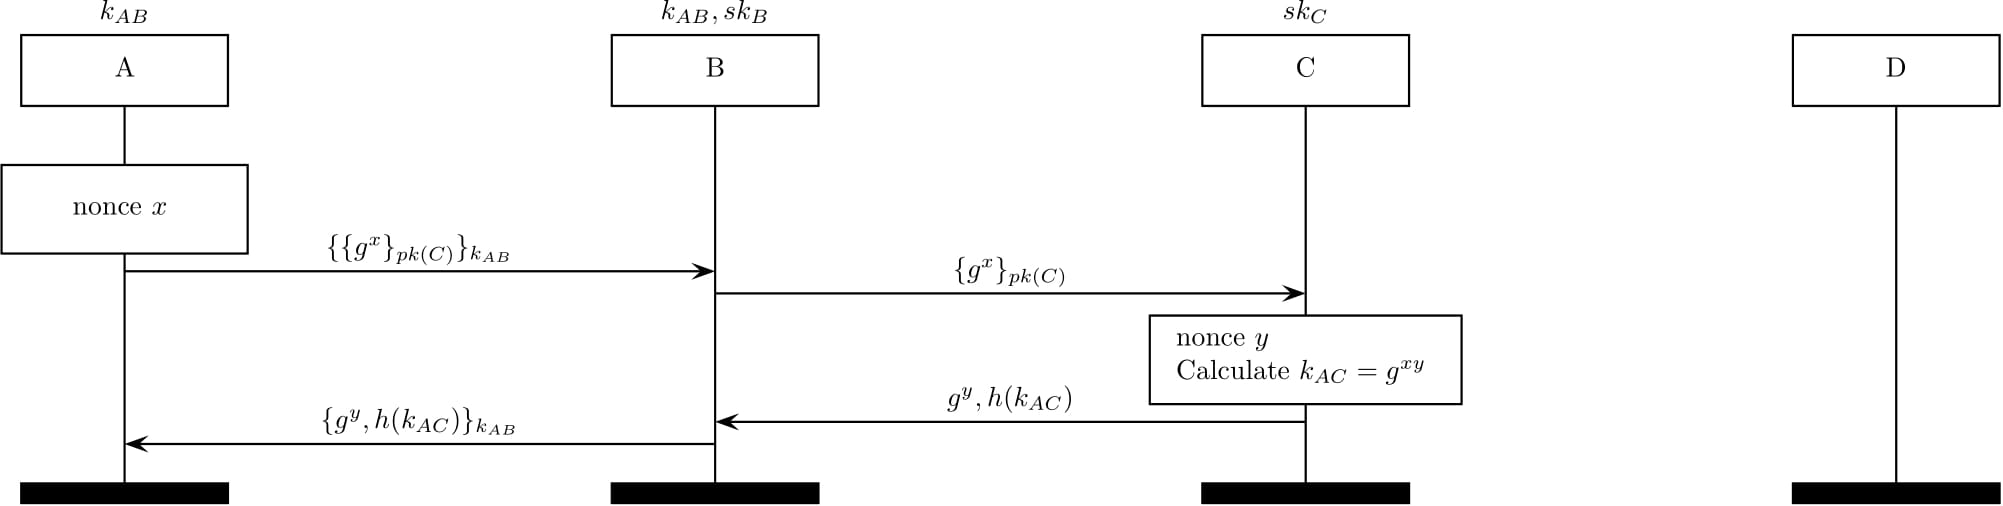 k_{AB}
k_{AB}, sk_B
sk_C
A
B
C
D
nonce x
{{g^x}_{pk(C)}}_{k_{AB}}
{g^x}_{pk(C)}
nonce y
Calculate k_{AC} = g^{xy}
g^y, h(k_{AC})
{g^y, h(k_{AC})}_{k_{AB}}